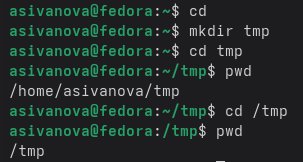 asivanova@fedora:~$ cd
asivanova@fedora:~$ mkdir tmp
asivanova@fedora:~$ cd tmp
asivanova@fedora:~/tmp$ pwd
/home/asivanova/tmp
asivanova@fedora:~/tmp$ cd /tmp
asivanova@fedora:/tmp$ pwd
/tmp